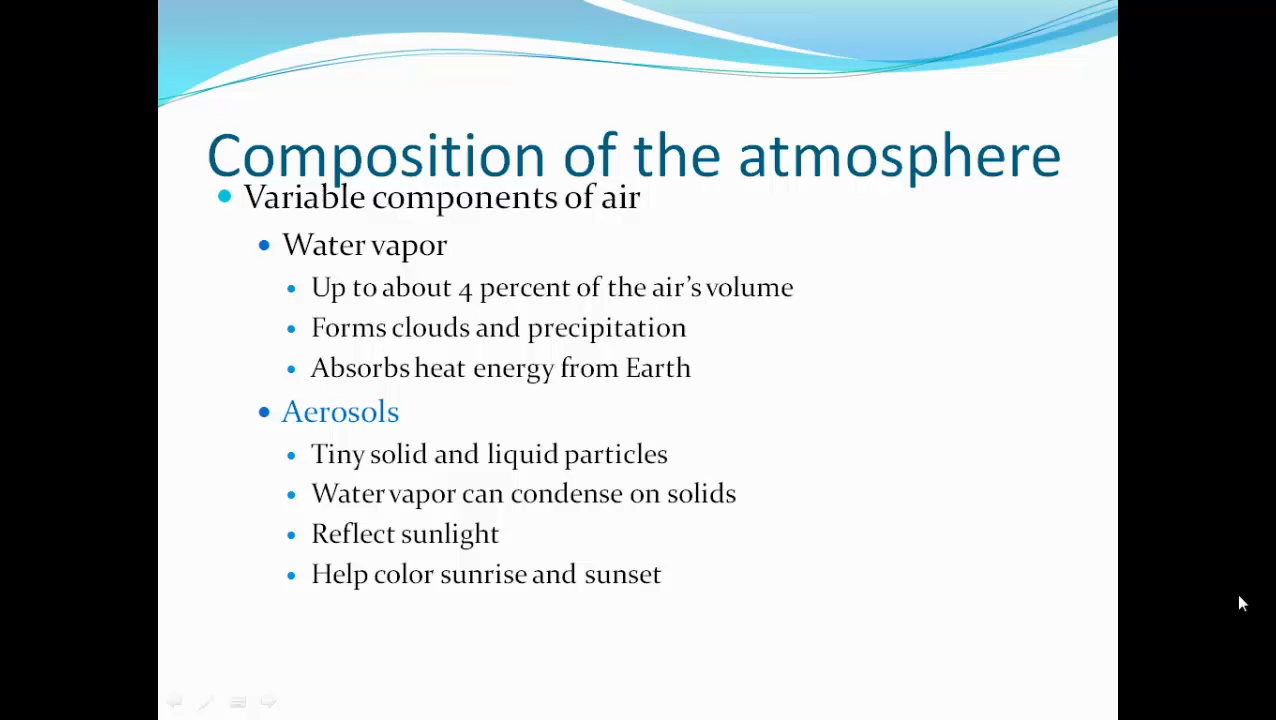 Composition of the atmosphere
• Variable components of air
• Water vapor
• Up to about 4 percent of the air’s volume
• Forms clouds and precipitation
• Absorbs heat energy from Earth
• Aerosols
• Tiny solid and liquid particles
• Water vapor can condense on solids
• Reflect sunlight
• Help color sunrise and sunset